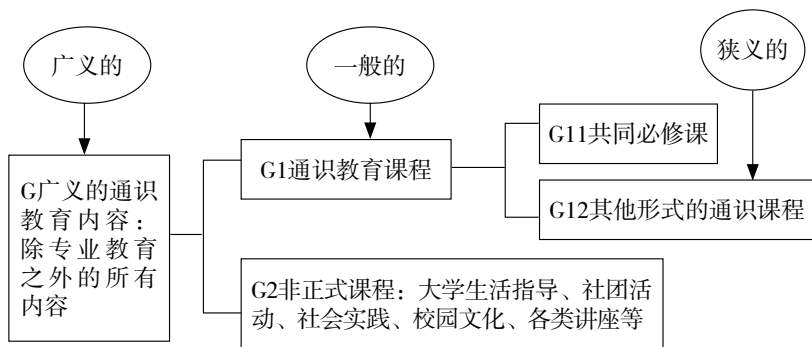 广义的
一般的
狭义的
G广义的通识
教育内容：
除专业教育
之外的所有
内容
G1通识教育课程
G11共同必修课
G12其他形式的通识课程
G2非正式课程：大学生活指导、社团活
动、社会实践、校园文化、各类讲座等